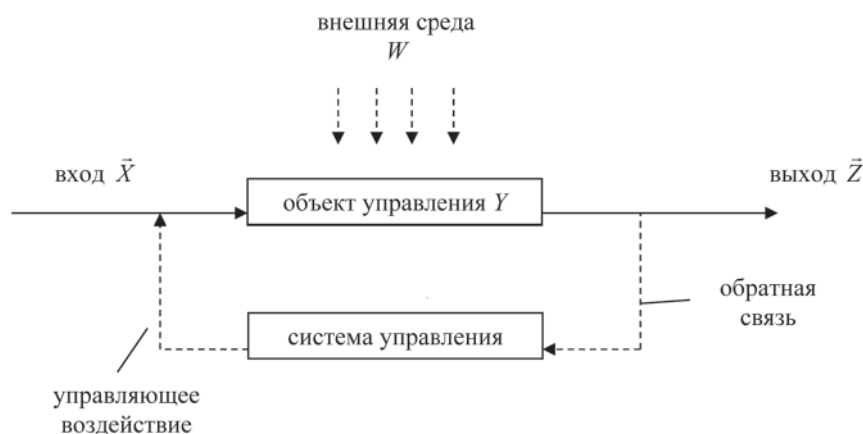 внешняя среда
W
вход X⃗
выход Z⃗
объект управления Y
обратная
связь
система управления
управляющее
воздействие